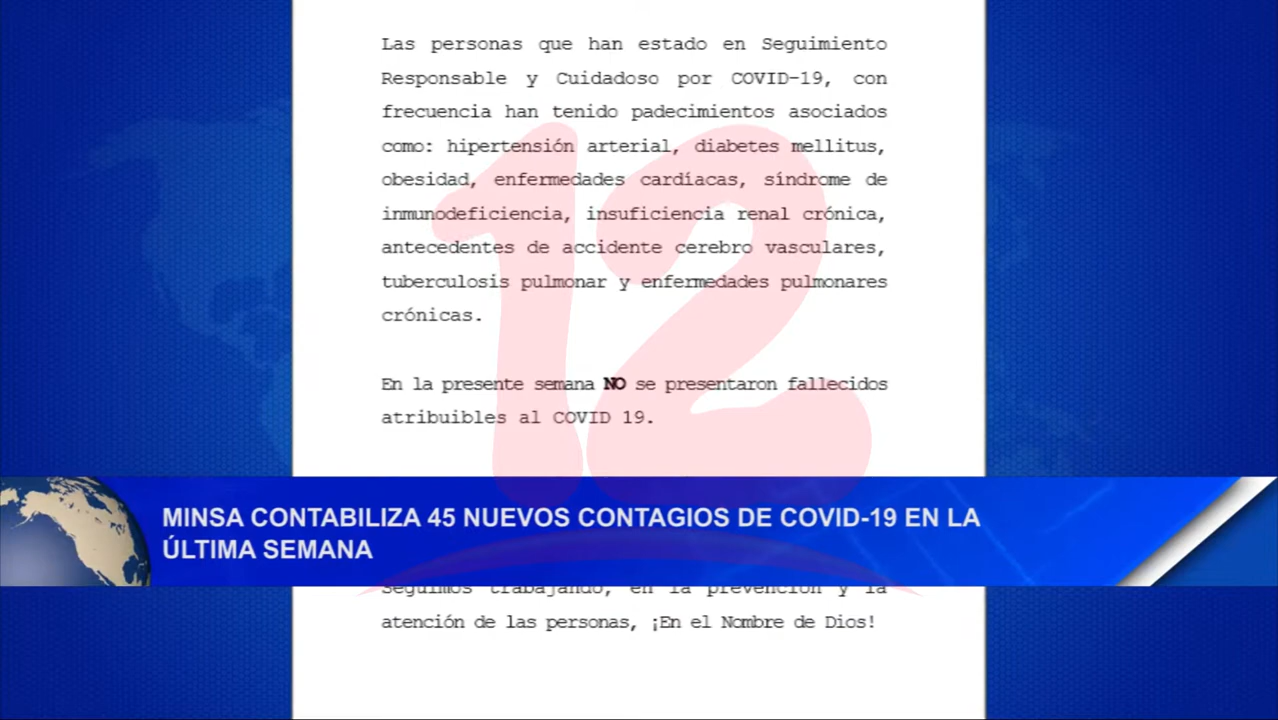 Las personas que han estado en Seguimiento
Responsable y Cuidadoso por COVID-19, con
frecuencia han tenido padecimientos asociados
como: hipertensión arterial, diabetes mellitus,
obesidad, enfermedades cardíacas, síndrome de
inmunodeficiencia, insuficiencia renal crónica,
antecedentes de accidente cerebro vasculares,
tuberculosis pulmonar y enfermedades pulmonares
crónicas.
En la presente semana NO se presentaron fallecidos
atribuibles al COVID 19.
12
MINSA CONTABILIZA 45 NUEVOS CONTAGIOS DE COVID-19 EN LA
ÚLTIMA SEMANA
Seguimos trabajando, en la prevención y la
atención de las personas, ¡En el Nombre de Dios!